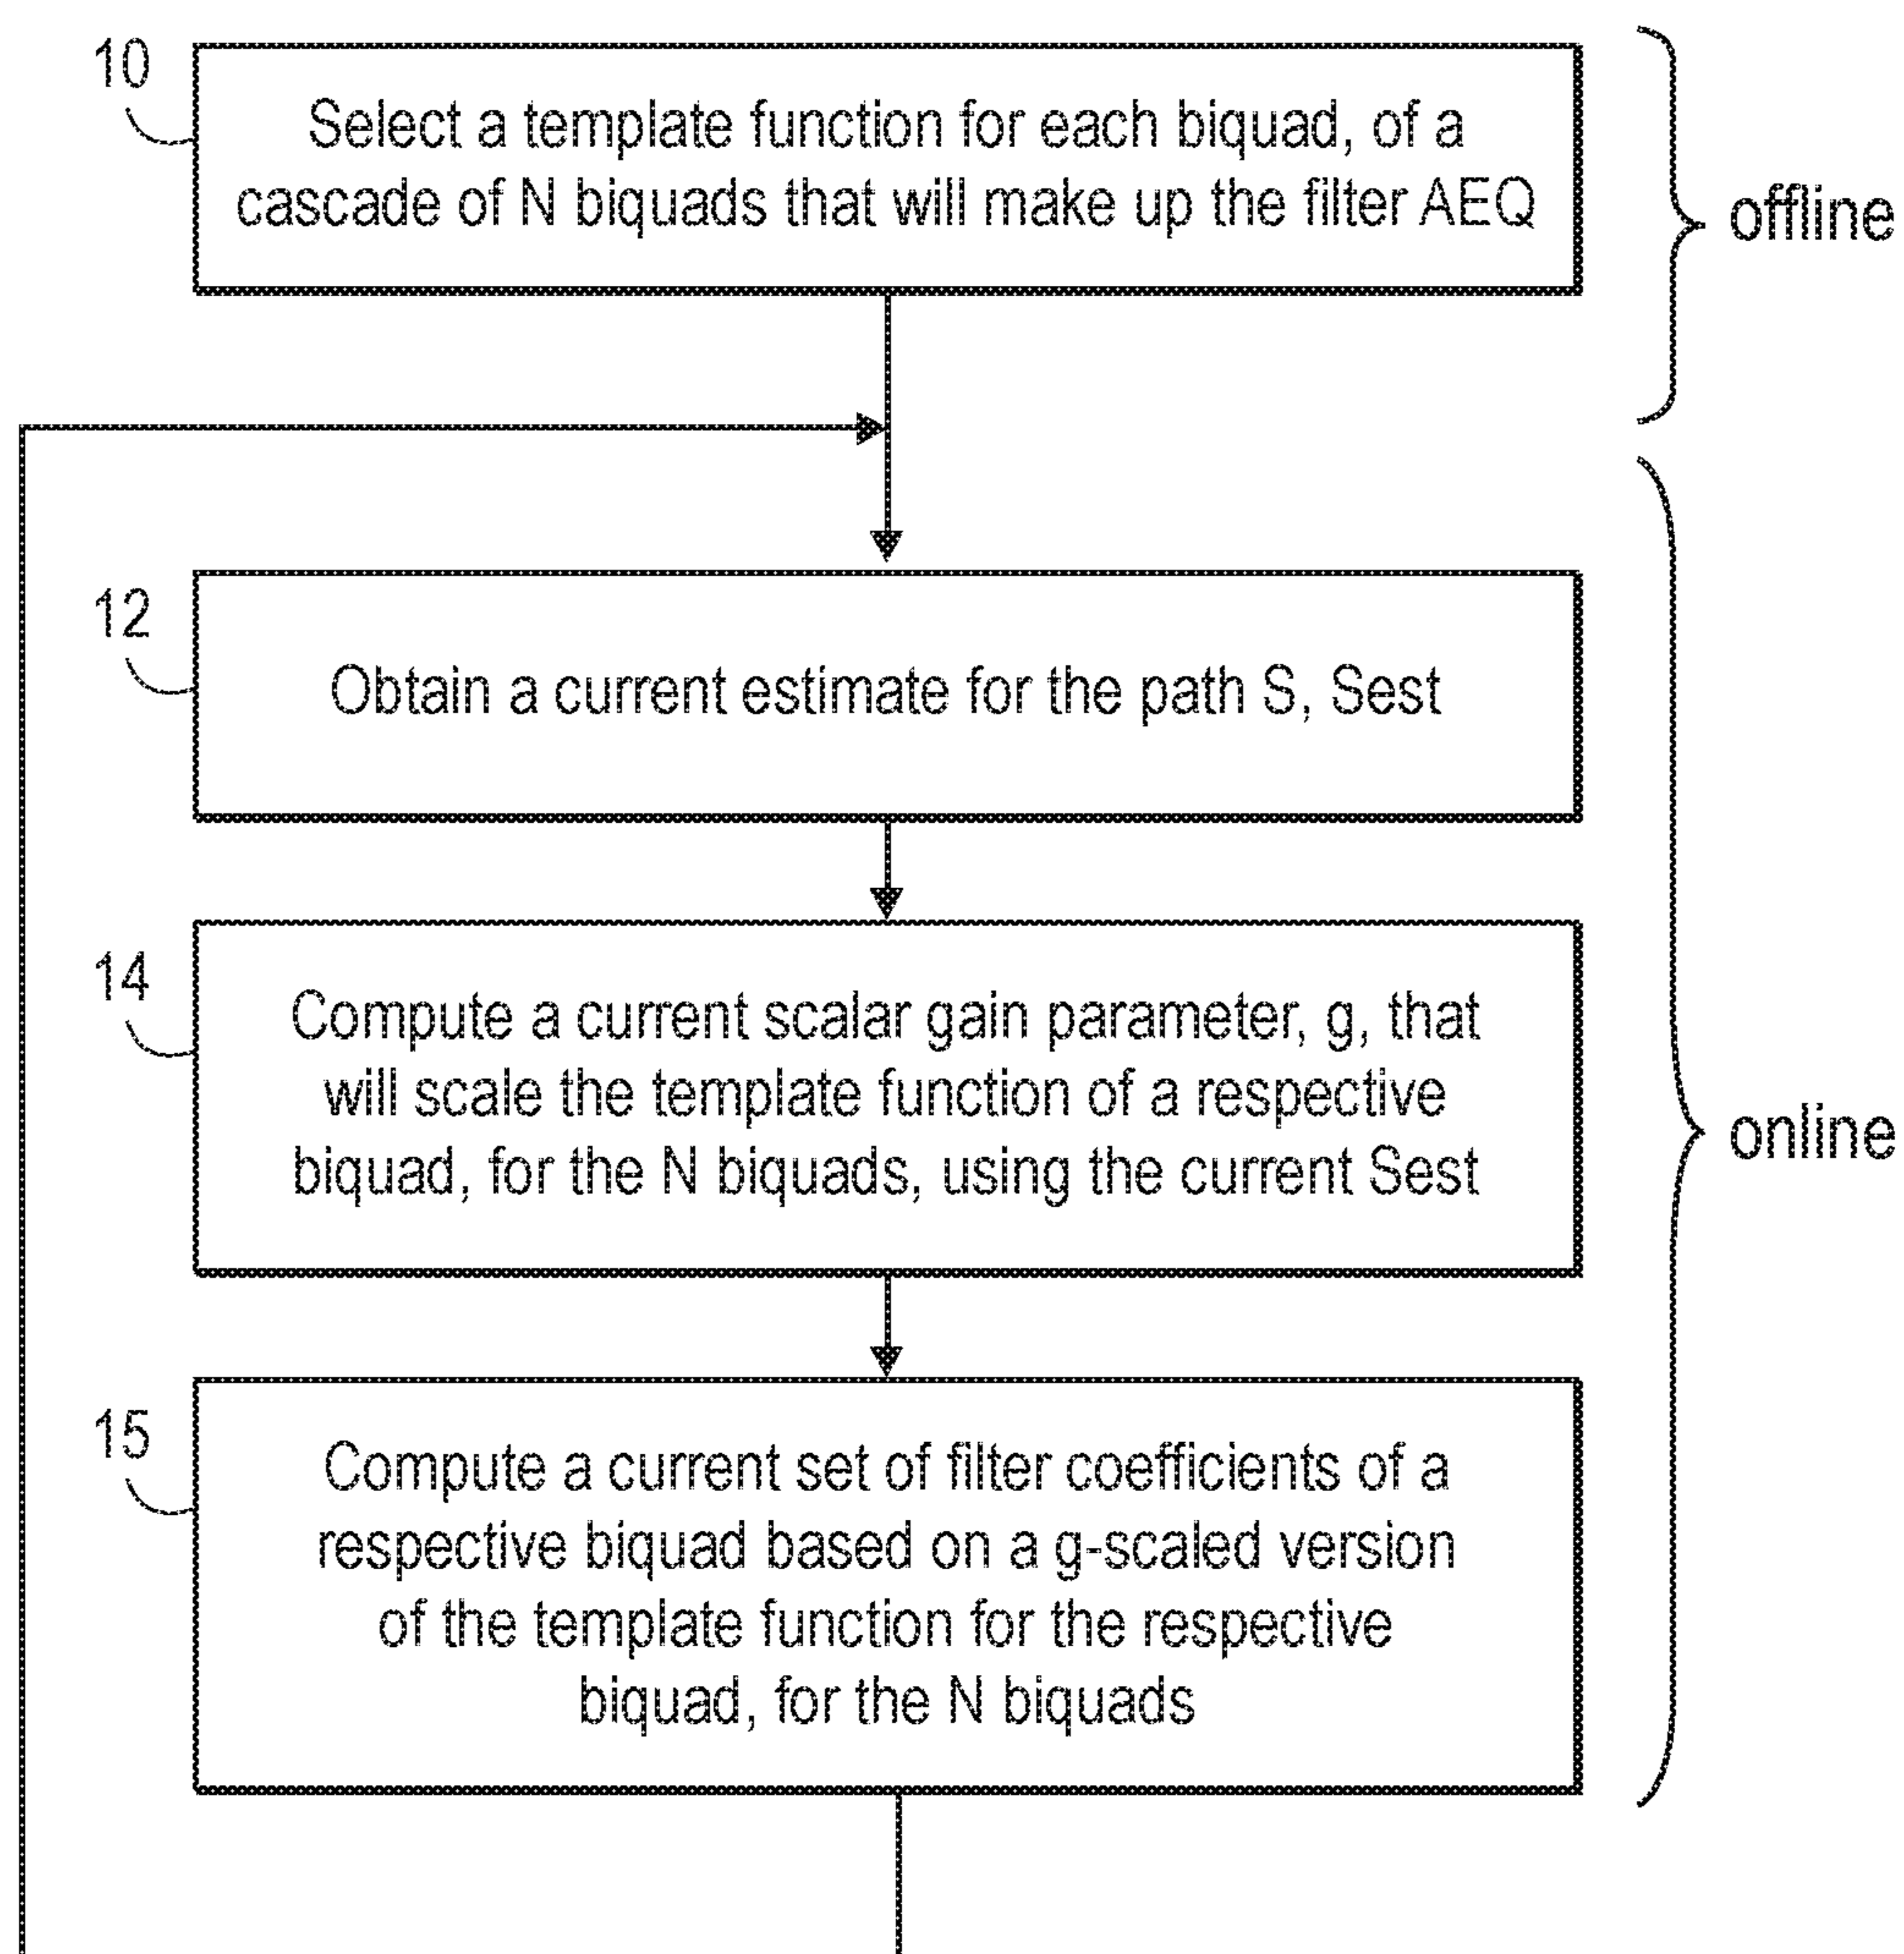 10
Select a template function for each biquad, of a
cascade of N biquads that will make up the filter AEQ
offline
12
Obtain a current estimate for the path S, Sest
14
Compute a current scalar gain parameter, g, that
will scale the template function of a respective
biquad, for the N biquads, using the current Sest
online
15
Compute a current set of filter coefficients of a
respective biquad based on a g-scaled version
of the template function for the respective
biquad, for the N biquads